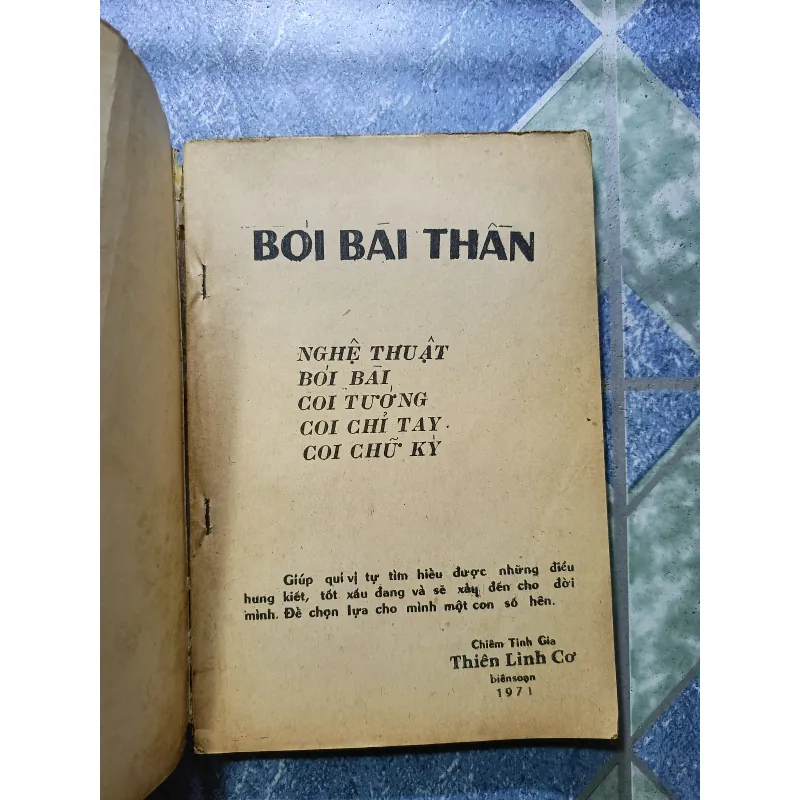 BÓI BÀI THẦN
NGHỆ THUẬT
BÓI BÀI
COI TƯỚNG
COI CHỈ TAY.
COI CHỮ KÝ
Giúp quí vị tự tìm hiểu được những điều
hung kiết, tốt xấu đang và sẽ xảy đến cho đời
mình. Để chọn lựa cho mình một con số hên.
Chiêm Tinh Gia
Thiên Linh Cơ
biênsoạn
1971